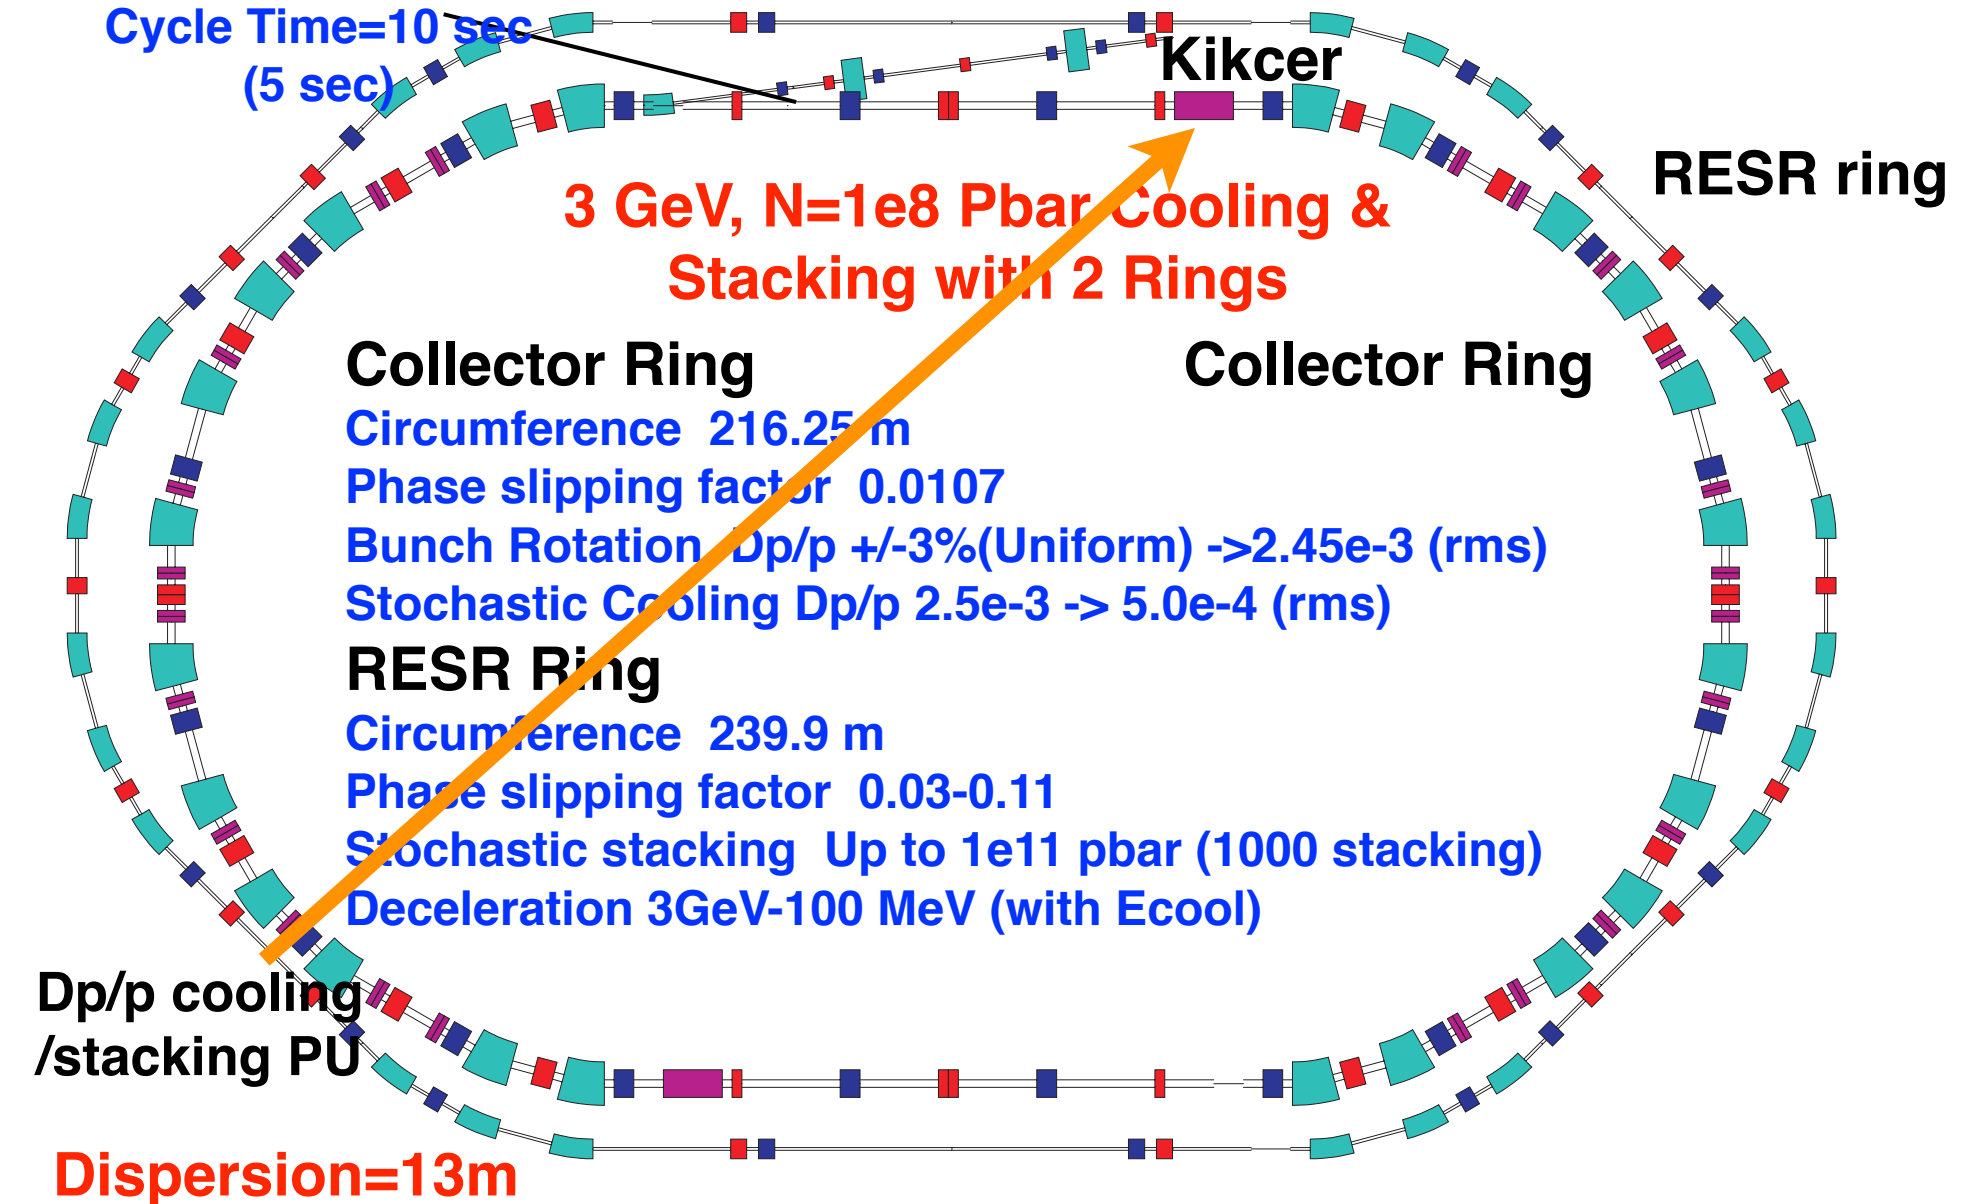 Cycle Time=10 sec
(5 sec)
Kikcer
RESR ring
3 GeV, N=1e8 Pbar Cooling &
Stacking with 2 Rings
Collector Ring
Collector Ring
Circumference 216.25 m
Phase slipping factor 0.0107
Bunch Rotation Dp/p +/-3%(Uniform) ->2.45e-3 (rms)
Stochastic Cooling Dp/p 2.5e-3 -> 5.0e-4 (rms)
RESR Ring
Circumference 239.9 m
Phase slipping factor 0.03-0.11
Stochastic stacking Up to 1e11 pbar (1000 stacking)
Deceleration 3GeV-100 MeV (with Ecool)
Dp/p cooling
/stacking PU
Dispersion=13m